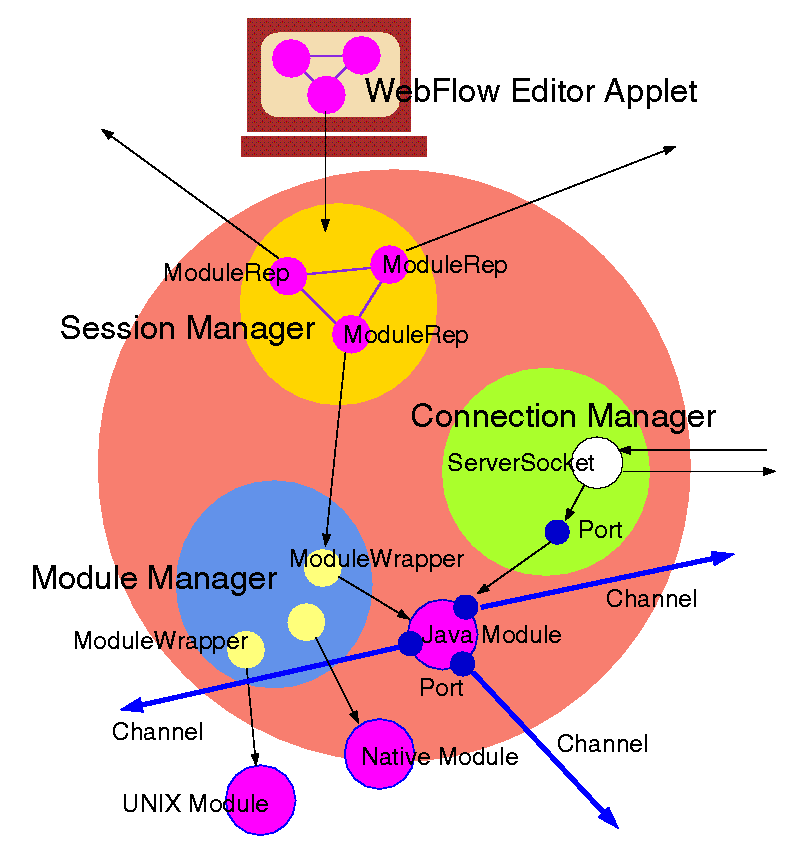 WebFlow Editor Applet
ModuleRep
ModuleRep
Session Manager
ModuleRep
Connection Manager
ServerSocket
Port
ModuleWrapper
Module Manager
Channel
ModuleWrapper
Java Module
Port
Channel
Channel
Native Module
UNIX Module